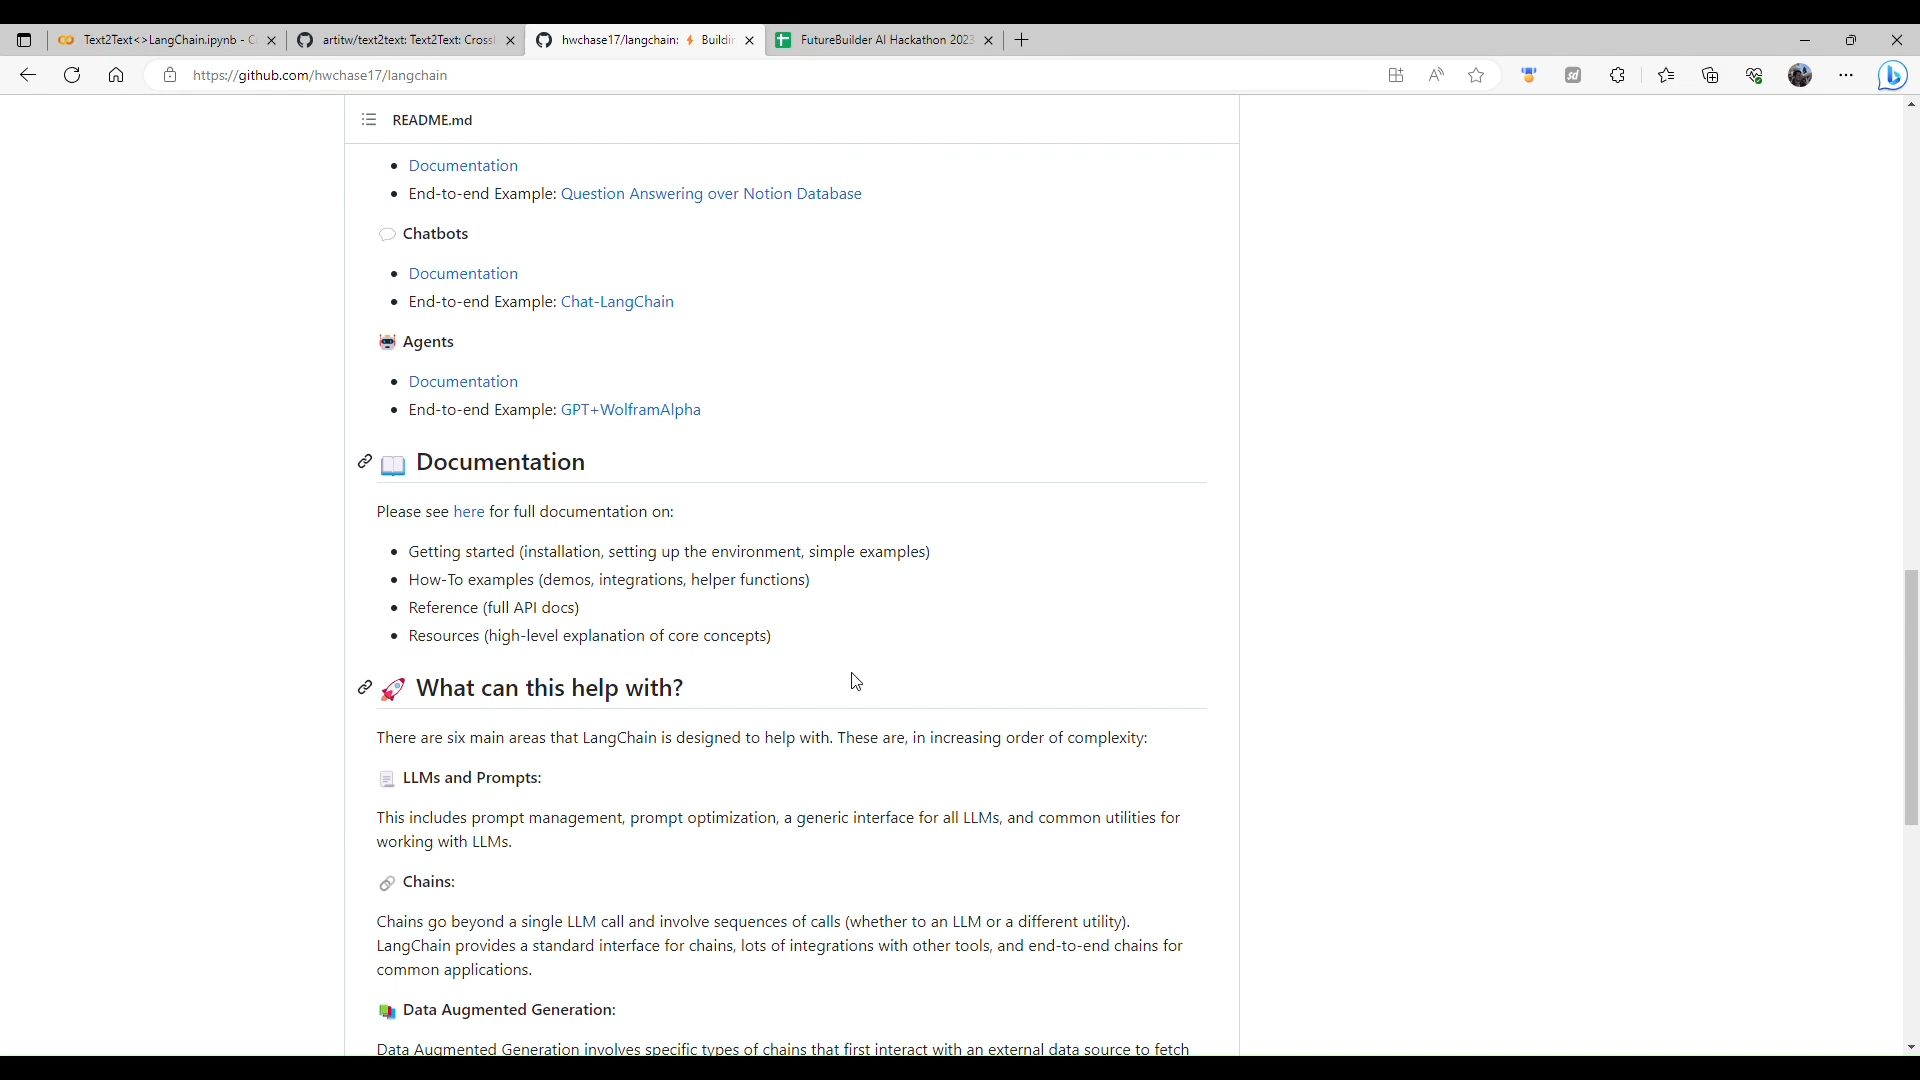 Text2Text<>LangChain.ipynb - C
artitw/text2text: Text2Text: Cross
hwchase17/langchain: ⚡ Buildin
FutureBuilder AI Hackathon 2023
https://github.com/hwchase17/langchain
README.md
Documentation
End-to-end Example: Question Answering over Notion Database
Chatbots
Documentation
End-to-end Example: Chat-LangChain
Agents
Documentation
End-to-end Example: GPT+WolframAlpha
Documentation
Please see here for full documentation on:
Getting started (installation, setting up the environment, simple examples)
How-To examples (demos, integrations, helper functions)
Reference (full API docs)
Resources (high-level explanation of core concepts)
What can this help with?
There are six main areas that LangChain is designed to help with. These are, in increasing order of complexity:
LLMs and Prompts:
This includes prompt management, prompt optimization, a generic interface for all LLMs, and common utilities for
working with LLMs.
Chains:
Chains go beyond a single LLM call and involve sequences of calls (whether to an LLM or a different utility).
LangChain provides a standard interface for chains, lots of integrations with other tools, and end-to-end chains for
common applications.
Data Augmented Generation:
Data Augmented Generation involves specific types of chains that first interact with an external data source to fetch